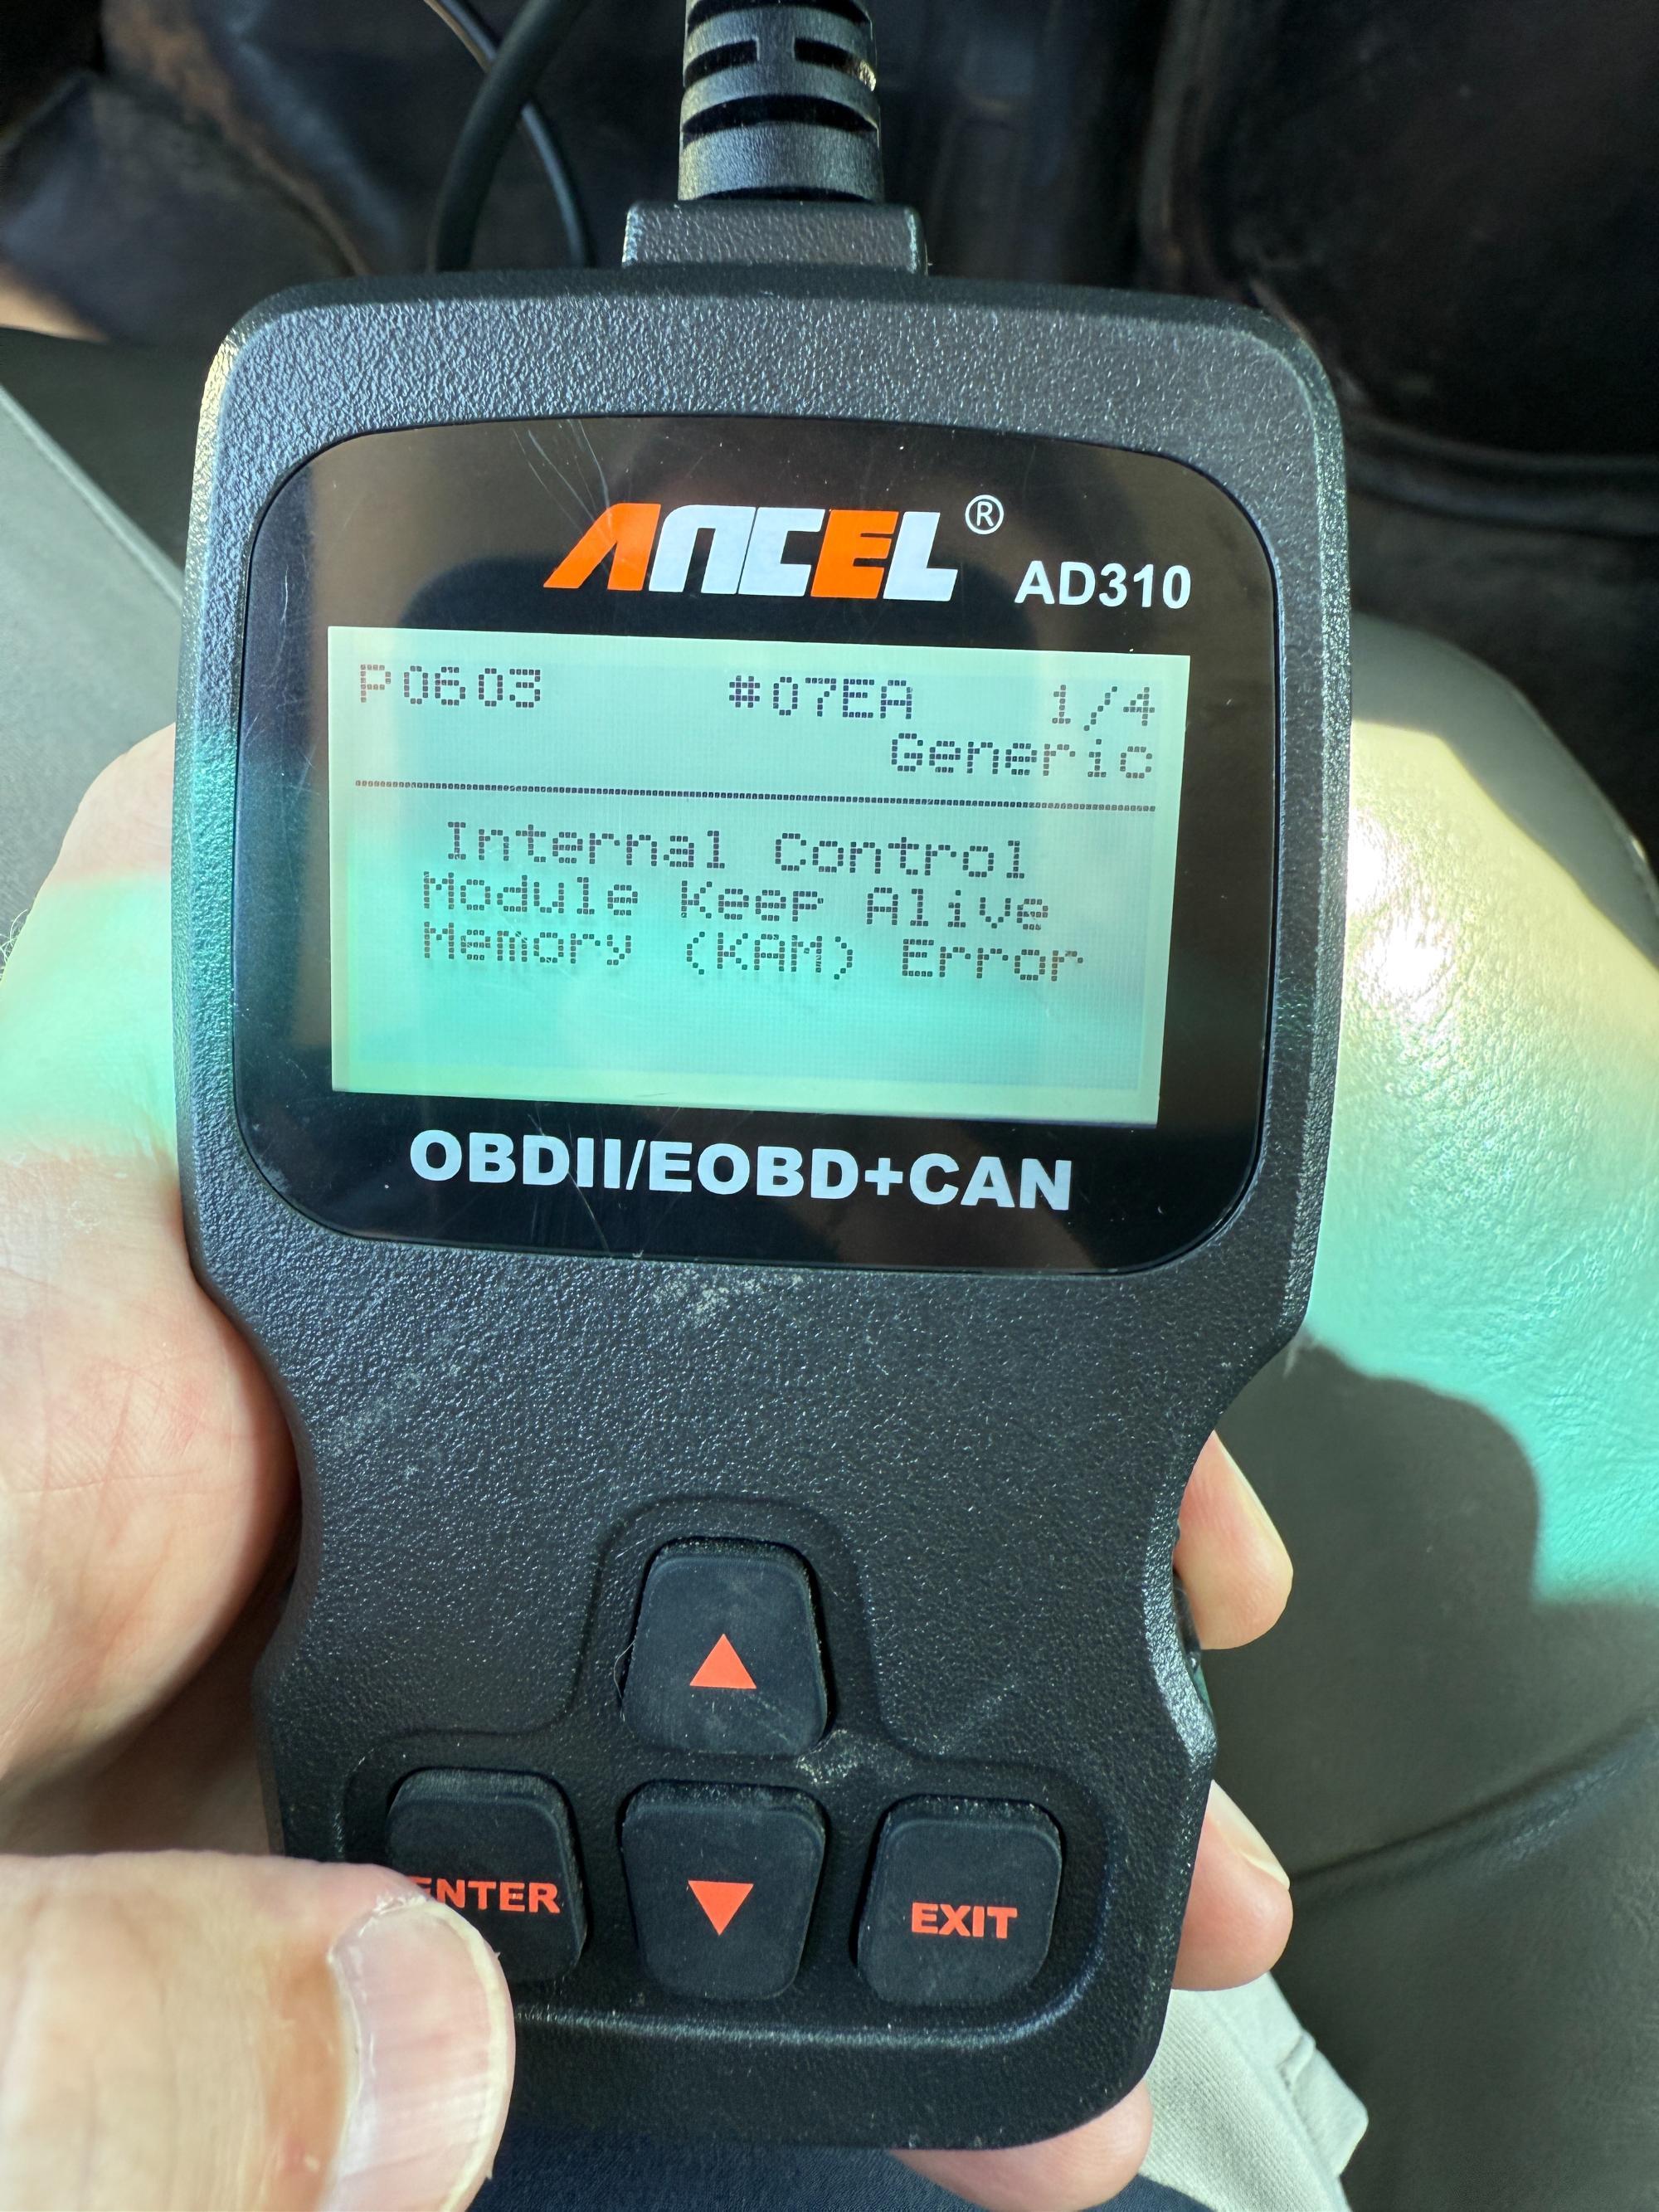 ANCEL®
AD310
P0603 #07EA 1/4
Generic
Internal Control
Module Keep Alive
Memory (KAM) Error
OBDII/EOBD+CAN
ENTER
EXIT